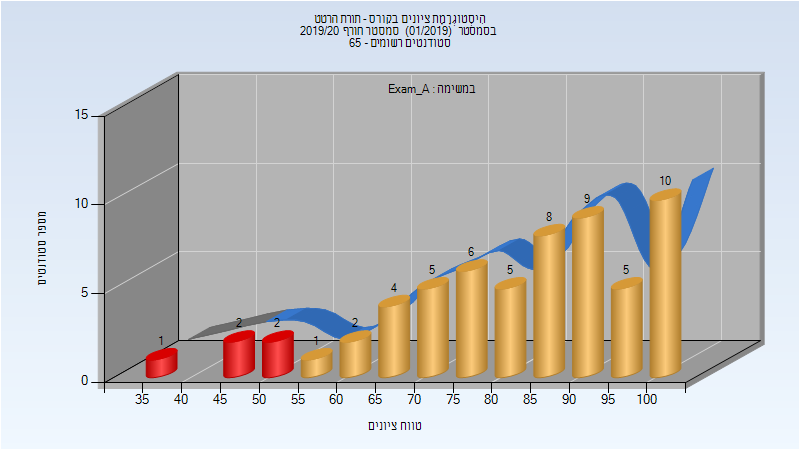 היסטוגרמת ציונים בקורס - תורת הרטט
בסמסטר (01/2019) סמסטר חורף 2019/20
סטודנטים רשומים - 65
במשימה : Exam_A
מספר סטודנטים
15
10
5
0
1
2
2
1
2
4
5
6
5
8
9
5
10
35 40 45 50 55 60 65 70 75 80 85 90 95 100
טווח ציונים